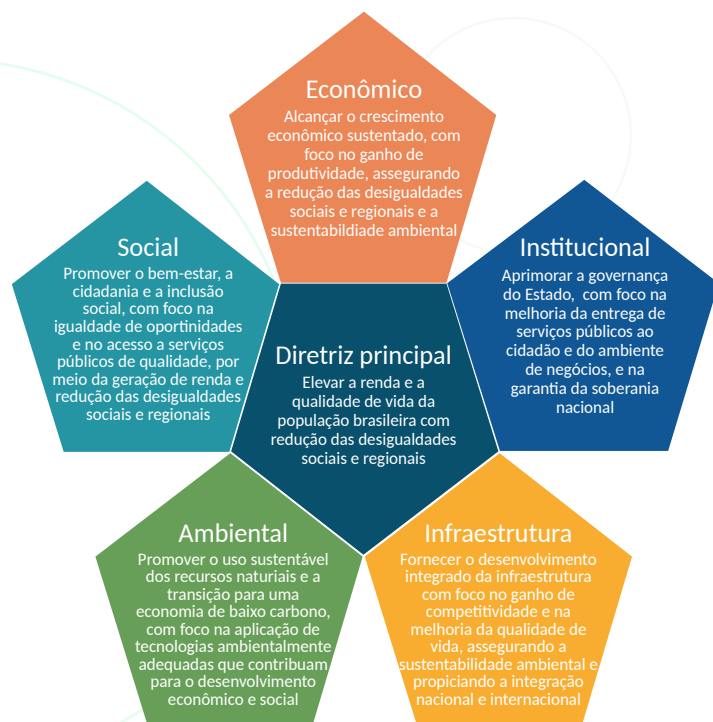 Econômico
Alcançar o crescimento
econômico sustentado, com
foco no ganho de
produtividade, assegurando
a redução das desigualdades
sociais e regionais e a
sustentabildiade ambiental
Social
Promover o bem-estar, a
cidadania e a inclusão
social, com foco na
igualdade de oportinidades
e no acesso a serviços
públicos de qualidade, por
meio da geração de renda e
redução das desigualdades
sociais e regionais
Institucional
Aprimorar a governança
do Estado, com foco na
melhoria da entrega de
serviços públicos ao
cidadão e do ambiente
de negócios, e na
garantia da soberania
nacional
Diretriz principal
Elevar a renda e a
qualidade de vida da
população brasileira com
redução das desigualdades
sociais e regionais
Ambiental
Promover o uso sustentável
dos recursos naturiais e a
transição para uma
economia de baixo carbono,
com foco na aplicação de
tecnologias ambientalmente
adequadas que contribuam
para o desenvolvimento
econômico e social
Infraestrutura
Fornecer o desenvolvimento
integrado da infraestrutura
com foco no ganho de
competitividade e na
melhoria da qualidade de
vida, assegurando a
sustentabilidade ambiental e
propiciando a integração
nacional e internacional